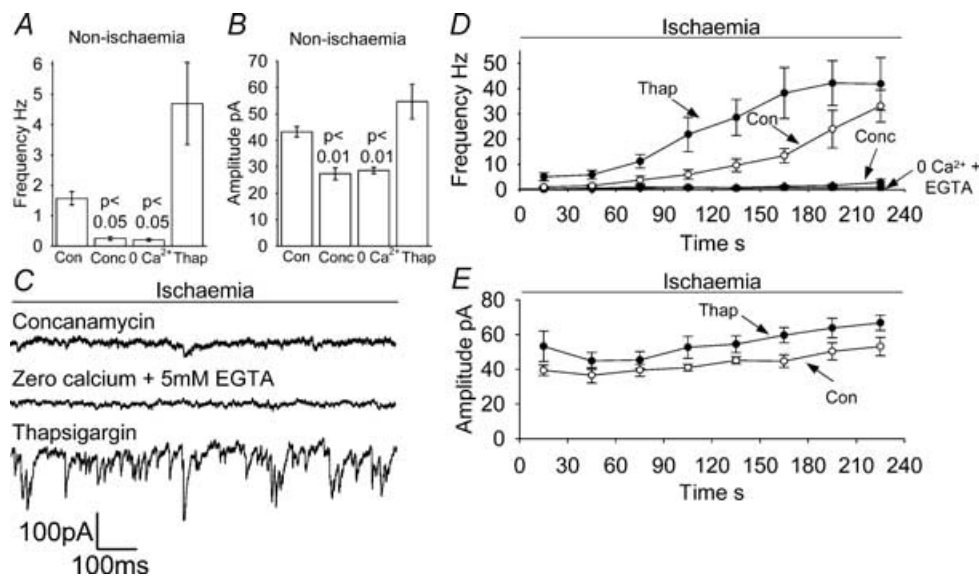 A
Non-ischaemia
Frequency Hz
6
5
4
3
2
1
0
p<
0.05
p<
0.05
Con Conc 0 Ca²⁺ Thap
B
Non-ischaemia
Amplitude pA
70
60
50
40
30
20
10
0
p<
0.01
p<
0.01
Con Conc 0 Ca²⁺ Thap
C
Ischaemia
Concanamycin
Zero calcium + 5mM EGTA
Thapsigargin
100pA
100ms
D
Ischaemia
Frequency Hz
50
40
30
20
10
0
Thap
Con
Conc
0 Ca²⁺ +
EGTA
0 30 60 90 120 150 180 210 240
Time s
E
Ischaemia
Amplitude pA
80
60
40
20
0
Thap
Con
0 30 60 90 120 150 180 210 240
Time s